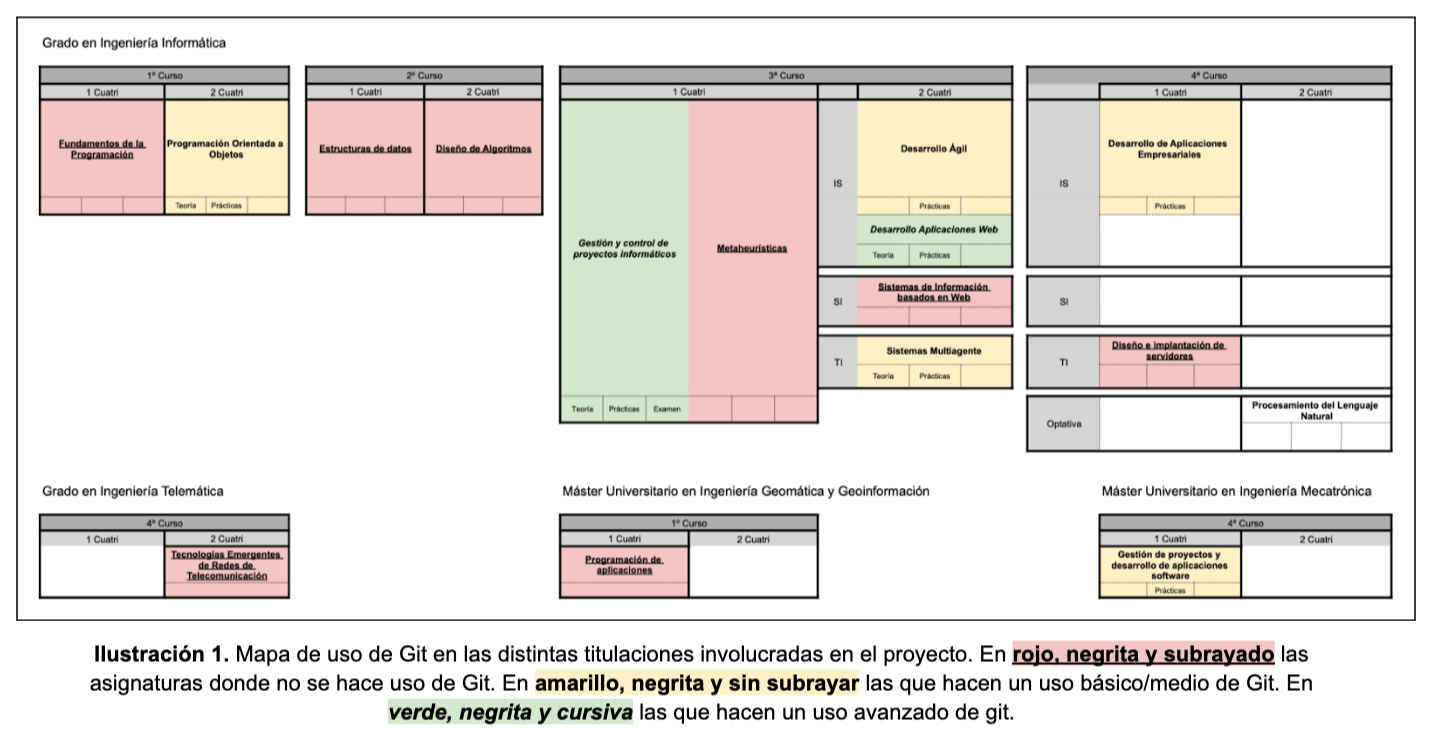 Grado en Ingeniería Informática
1º Curso
1 Cuatri
2 Cuatri
Fundamentos de la
Programación
Programación Orientada a
Objetos
Teoría
Prácticas
2º Curso
1 Cuatri
2 Cuatri
Estructuras de datos
Diseño de Algoritmos
3º Curso
1 Cuatri
2 Cuatri
Gestión y control de
proyectos informáticos
Teoría
Prácticas
Examen
Metaheurísticas
IS
Desarrollo Ágil
Prácticas
Desarrollo Aplicaciones Web
Teoría
Prácticas
SI
Sistemas de Información
basados en Web
TI
Sistemas Multiagente
Teoría
Prácticas
4º Curso
1 Cuatri
2 Cuatri
IS
Desarrollo de Aplicaciones
Empresariales
Prácticas
SI
TI
Diseño e implantación de
servidores
Optativa
Procesamiento del Lenguaje
Natural
Grado en Ingeniería Telemática
4º Curso
1 Cuatri
2 Cuatri
Tecnologías Emergentes
de Redes de
Telecomunicación
Máster Universitario en Ingeniería Geomática y Geoinformación
1º Curso
1 Cuatri
2 Cuatri
Programación de
aplicaciones
Máster Universitario en Ingeniería Mecatrónica
4º Curso
1 Cuatri
2 Cuatri
Gestión de proyectos y
desarrollo de aplicaciones
software
Prácticas
Ilustración 1. Mapa de uso de Git en las distintas titulaciones involucradas en el proyecto. En rojo, negrita y subrayado las
asignaturas donde no se hace uso de Git. En amarillo, negrita y sin subrayar las que hacen un uso básico/medio de Git. En
verde, negrita y cursiva las que hacen un uso avanzado de git.